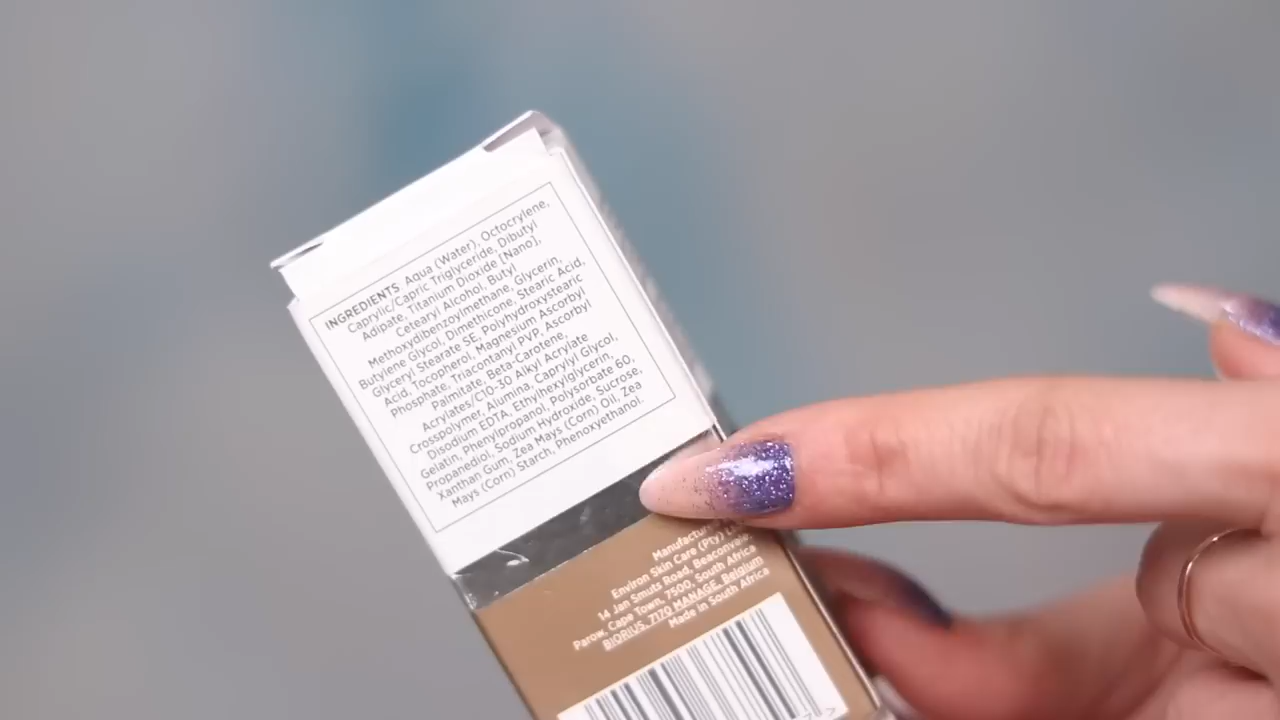 INGREDIENTS: Aqua (Water), Octocrylene,
Caprylic/Capric Triglyceride, Dibutyl
Adipate, Titanium Dioxide [Nano],
Cetearyl Alcohol, Butyl
Methoxydibenzoylmethane, Glycerin,
Butylene Glycol, Dimethicone, Stearic Acid,
Glyceryl Stearate SE, Polyhydroxystearic
Acid, Tocopherol, Magnesium Ascorbyl
Phosphate, Triacontanyl PVP, Ascorbyl
Palmitate, Beta-Carotene,
Acrylates/C10-30 Alkyl Acrylate
Crosspolymer, Alumina, Caprylyl Glycol,
Disodium EDTA, Ethylhexylglycerin,
Gelatin, Phenylpropanol, Polysorbate 60,
Propanediol, Sodium Hydroxide, Sucrose,
Xanthan Gum, Zea Mays (Corn) Oil, Zea
Mays (Corn) Starch, Phenoxyethanol.
Environ Skin Care (Pty)
14 Jan Smuts Road, Beaconvale,
Parow, Cape Town, 7500, South Africa
BIORIUS, 7170 MANAGE, Belgium
Made in South Africa